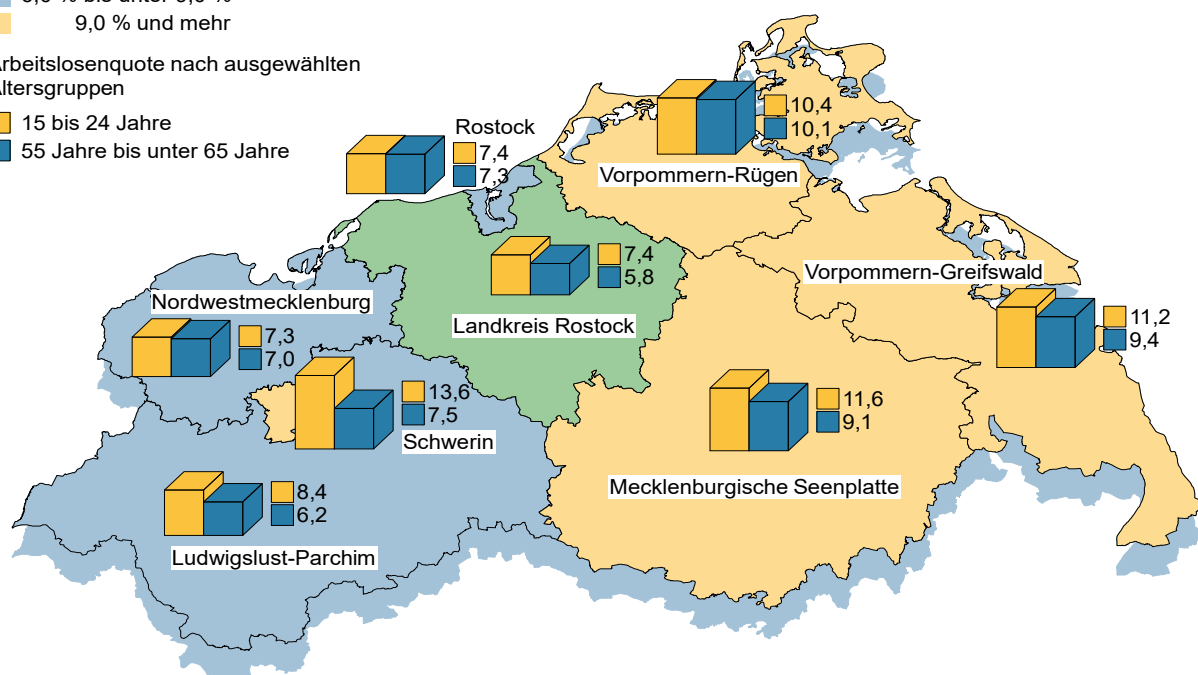 9,0 % und mehr
Arbeitslosenquote nach ausgewählten
Altersgruppen
15 bis 24 Jahre
55 Jahre bis unter 65 Jahre
Rostock
7,4
7,3
10,4
10,1
Vorpommern-Rügen
7,4
5,8
Landkreis Rostock
Vorpommern-Greifswald
11,2
9,4
Nordwestmecklenburg
7,3
7,0
13,6
7,5
Schwerin
11,6
9,1
Mecklenburgische Seenplatte
8,4
6,2
Ludwigslust-Parchim